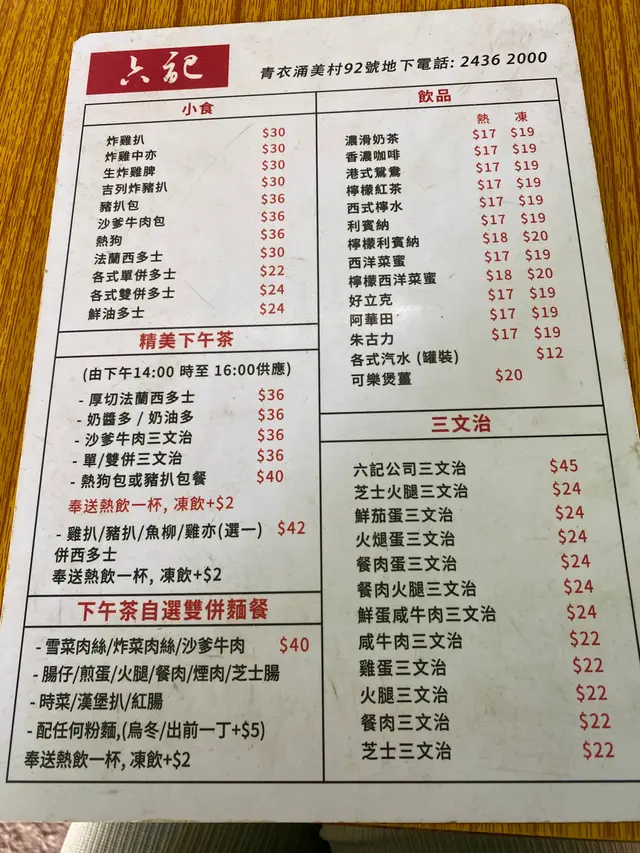 六記
青衣涌美村92號地下電話: 2436 2000
小食
炸雞扒 $30
炸雞中亦 $30
生炸雞脾 $30
吉列炸豬扒 $30
豬扒包 $36
沙爹牛肉包 $36
熱狗 $36
法蘭西多士 $30
各式單併多士 $22
各式雙併多士 $24
鮮油多士 $24
精美下午茶
(由下午14:00 時至 16:00供應)
- 厚切法蘭西多士 $36
- 奶醬多 / 奶油多 $36
- 沙爹牛肉三文治 $36
- 單/雙併三文治 $36
- 熱狗包或豬扒包餐 $40
奉送熱飲一杯, 凍飲+$2
- 雞扒/豬扒/魚柳/雞亦(選一) $42
併西多士
奉送熱飲一杯, 凍飲+$2
下午茶自選雙併麵餐
- 雪菜肉絲/炸菜肉絲/沙爹牛肉 $40
- 腸仔/煎蛋/火腿/餐肉/煙肉/芝士腸
- 時菜/漢堡扒/紅腸
- 配任何粉麵,(烏冬/出前一丁+$5)
奉送熱飲一杯, 凍飲+$2
飲品
熱 凍
濃滑奶茶 $17 $19
香濃咖啡 $17 $19
港式鴛鴦 $17 $19
檸檬紅茶 $17 $19
西式檸水 $17 $19
利賓納 $17 $19
檸檬利賓納 $18 $20
西洋菜蜜 $17 $19
檸檬西洋菜蜜 $18 $20
好立克 $17 $19
阿華田 $17 $19
朱古力 $17 $19
各式汽水 (罐裝) $12
可樂煲薑 $20
三文治
六記公司三文治 $45
芝士火腿三文治 $24
鮮茄蛋三文治 $24
火煺蛋三文治 $24
餐肉蛋三文治 $24
餐肉火腿三文治 $24
鮮蛋咸牛肉三文治 $24
咸牛肉三文治 $22
雞蛋三文治 $22
火腿三文治 $22
餐肉三文治 $22
芝士三文治 $22